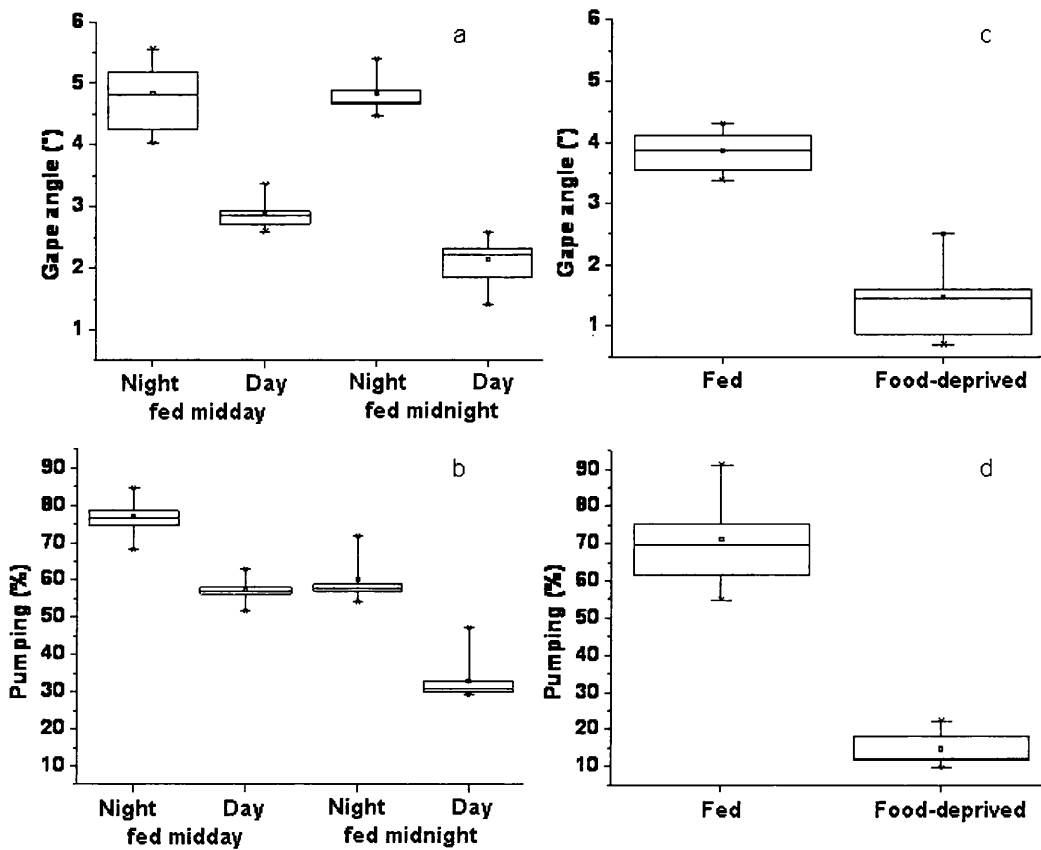 a
6
5
4
3
2
1
Gape angle (°)
Night Day Night Day
fed midday fed midnight
c
6
5
4
3
2
1
Gape angle (°)
Fed Food-deprived
b
90
80
70
60
50
40
30
20
10
Pumping (%)
Night Day Night Day
fed midday fed midnight
d
90
80
70
60
50
40
30
20
10
Pumping (%)
Fed Food-deprived